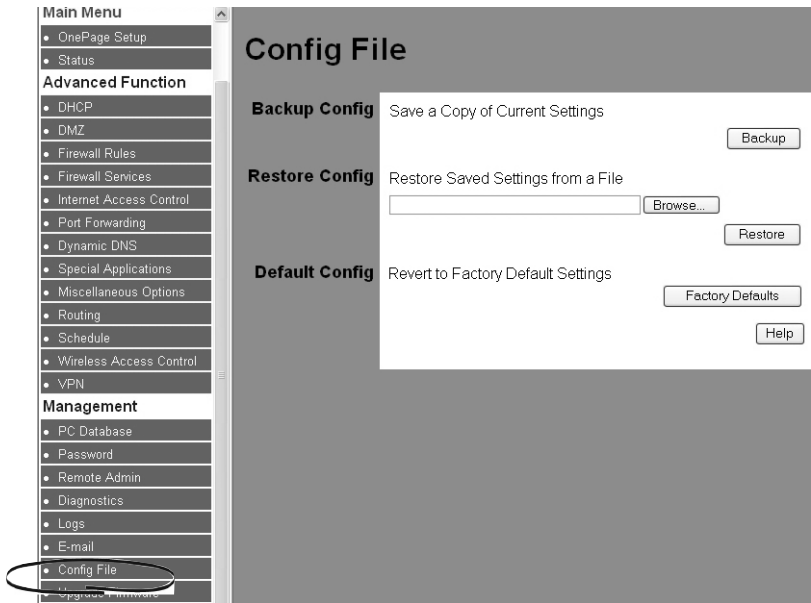 Main Menu
OnePage Setup
Status
Advanced Function
DHCP
DMZ
Firewall Rules
Firewall Services
Internet Access Control
Port Forwarding
Dynamic DNS
Special Applications
Miscellaneous Options
Routing
Schedule
Wireless Access Control
VPN
Management
PC Database
Password
Remote Admin
Diagnostics
Logs
E-mail
Config File
Upgrade Firmware
Config File
Backup Config Save a Copy of Current Settings
Backup
Restore Config Restore Saved Settings from a File
Browse...
Restore
Default Config Revert to Factory Default Settings
Factory Defaults
Help